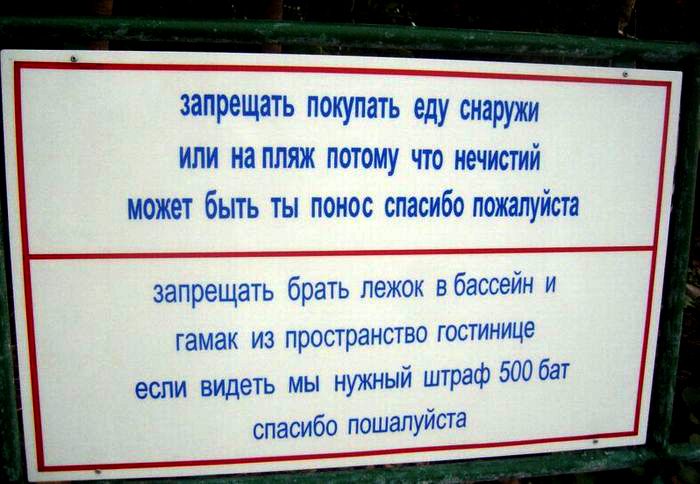 запрещать покупать еду снаружи
или на пляж потому что нечистий
может быть ты понос спасибо пожалуйста
запрещать брать лежок в бассейн и
гамак из пространство гостинице
если видеть мы нужный штраф 500 бат
спасибо пошалуйста